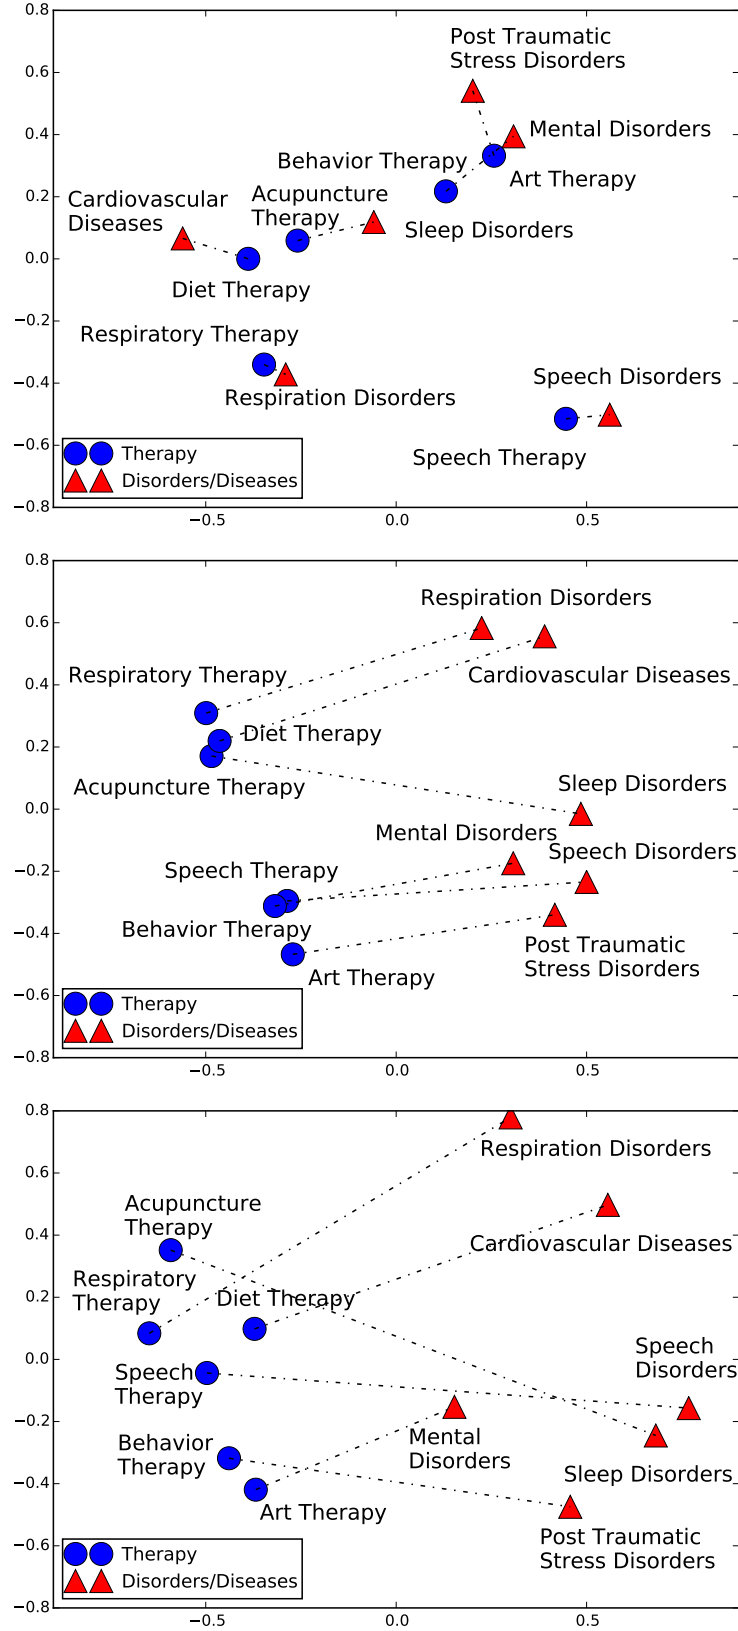 0.8
Post Traumatic
Stress Disorders
0.6
0.4
Mental Disorders
Behavior Therapy
Art Therapy
0.2
Cardiovascular
Diseases
Acupuncture
Therapy
Sleep Disorders
0.0
Diet Therapy
−0.2
Respiratory Therapy
−0.4
Respiration Disorders
Speech Disorders
−0.6
Speech Therapy
Therapy
Disorders/Diseases
−0.8
−0.5
0.0
0.5
0.8
0.6
Respiration Disorders
Respiratory Therapy
Cardiovascular Diseases
0.4
Diet Therapy
0.2
Acupuncture Therapy
Sleep Disorders
0.0
Mental Disorders
Speech Disorders
−0.2
Speech Therapy
Behavior Therapy
−0.4
Post Traumatic
Stress Disorders
Art Therapy
−0.6
Therapy
Disorders/Diseases
−0.8
−0.5
0.0
0.5
0.8
Respiration Disorders
0.6
Acupuncture
Therapy
0.4
Cardiovascular Diseases
Respiratory
Therapy
Diet Therapy
0.2
0.0
Speech
Disorders
Speech
Therapy
−0.2
Mental
Disorders
Behavior
Therapy
Sleep Disorders
−0.4
Art Therapy
Post Traumatic
Stress Disorders
−0.6
Therapy
Disorders/Diseases
−0.8
−0.5
0.0
0.5